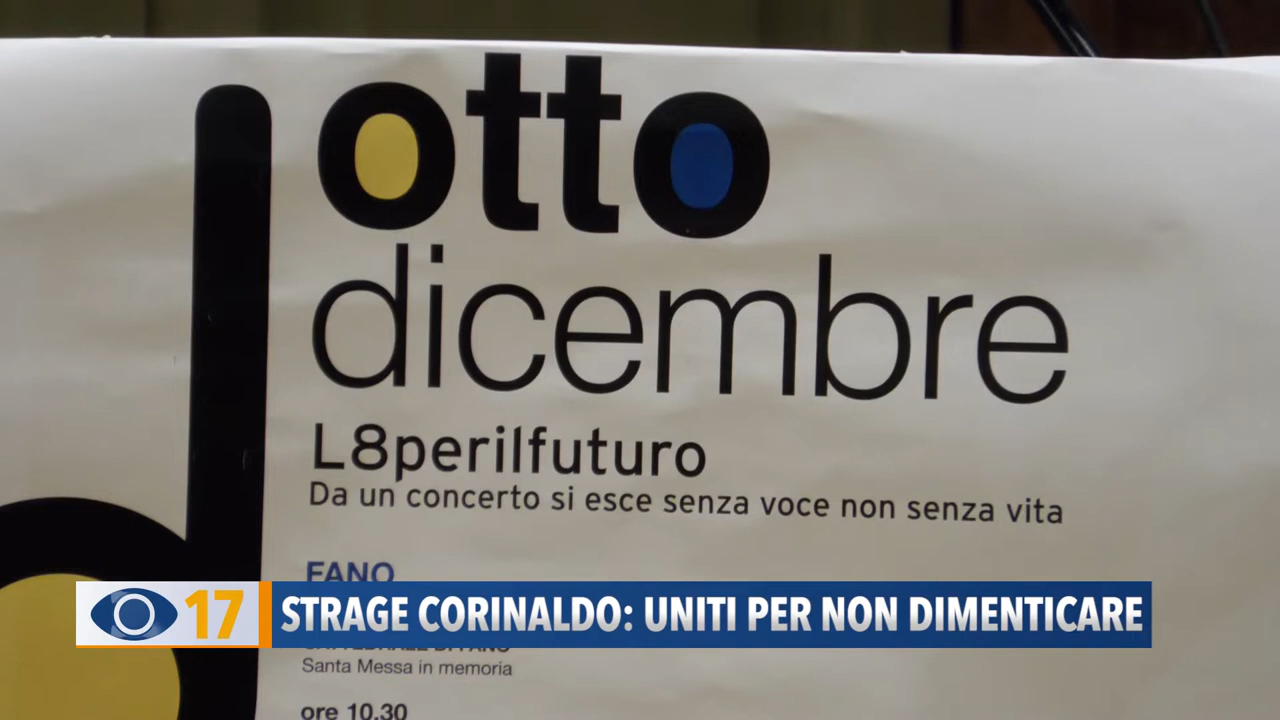 otto
dicembre
L8perilfuturo
Da un concerto si esce senza voce non senza vita
FANO
17
STRAGE CORINALDO: UNITI PER NON DIMENTICARE
Santa Messa in memoria
ore 10.30